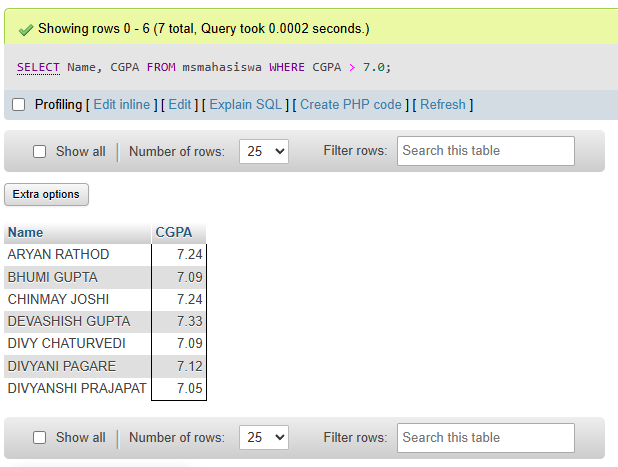 Showing rows 0 - 6 (7 total, Query took 0.0002 seconds.)
SELECT Name, CGPA FROM msmahasiswa WHERE CGPA > 7.0;
Profiling [ Edit inline ] [ Edit ] [ Explain SQL ] [ Create PHP code ] [ Refresh ]
Show all Number of rows: 25 Filter rows: Search this table
Extra options
Name CGPA
ARYAN RATHOD 7.24
BHUMI GUPTA 7.09
CHINMAY JOSHI 7.24
DEVASHISH GUPTA 7.33
DIVY CHATURVEDI 7.09
DIVYANI PAGARE 7.12
DIVYANSHI PRAJAPAT 7.05
Show all Number of rows: 25 Filter rows: Search this table